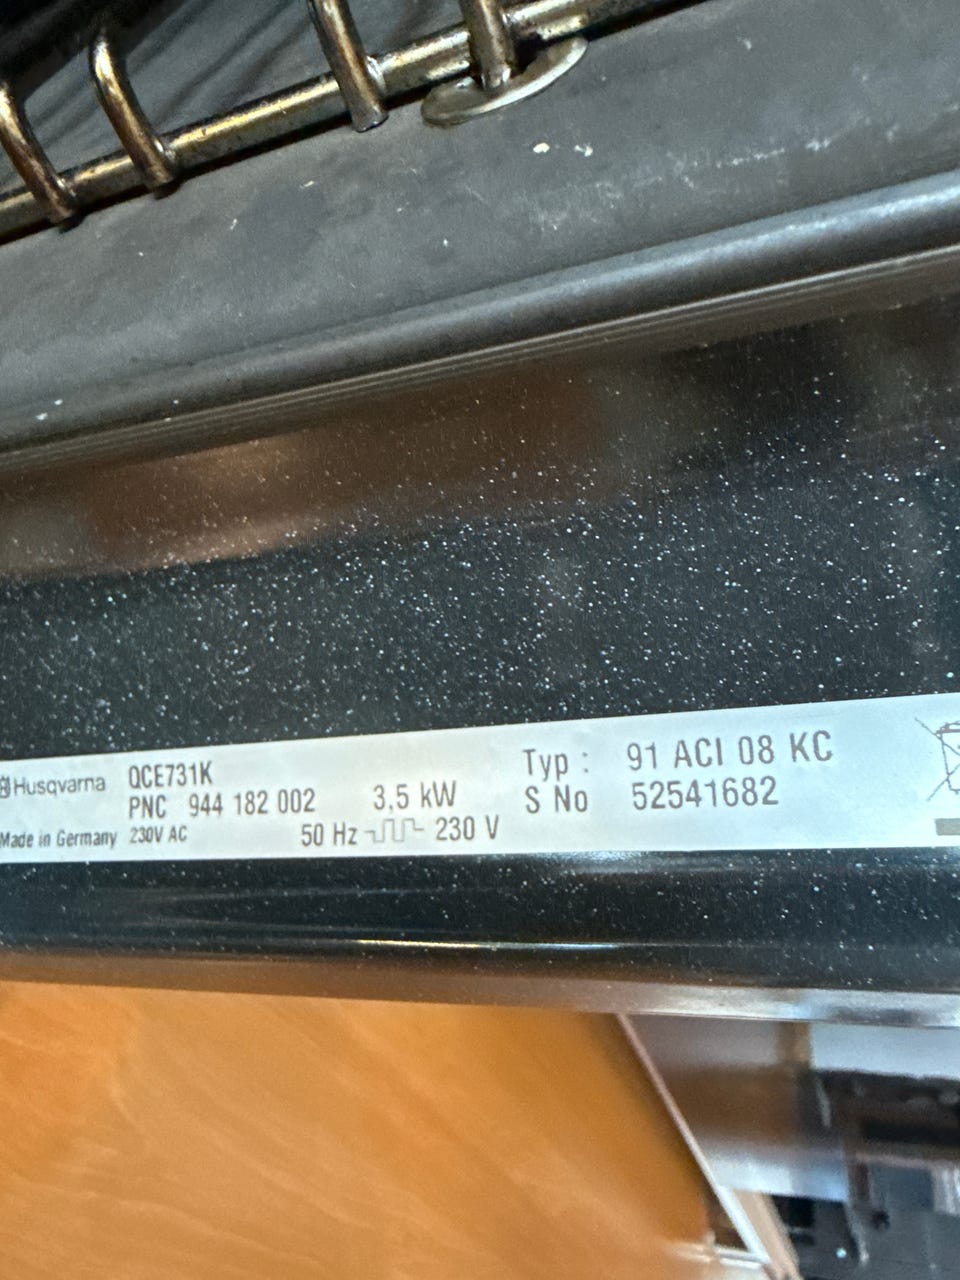 Husqvarna QCE731K
PNC 944 182 002 3,5 kW
Made in Germany 230V AC 50 Hz 230 V
Typ : 91 ACI 08 KC
S No 52541682